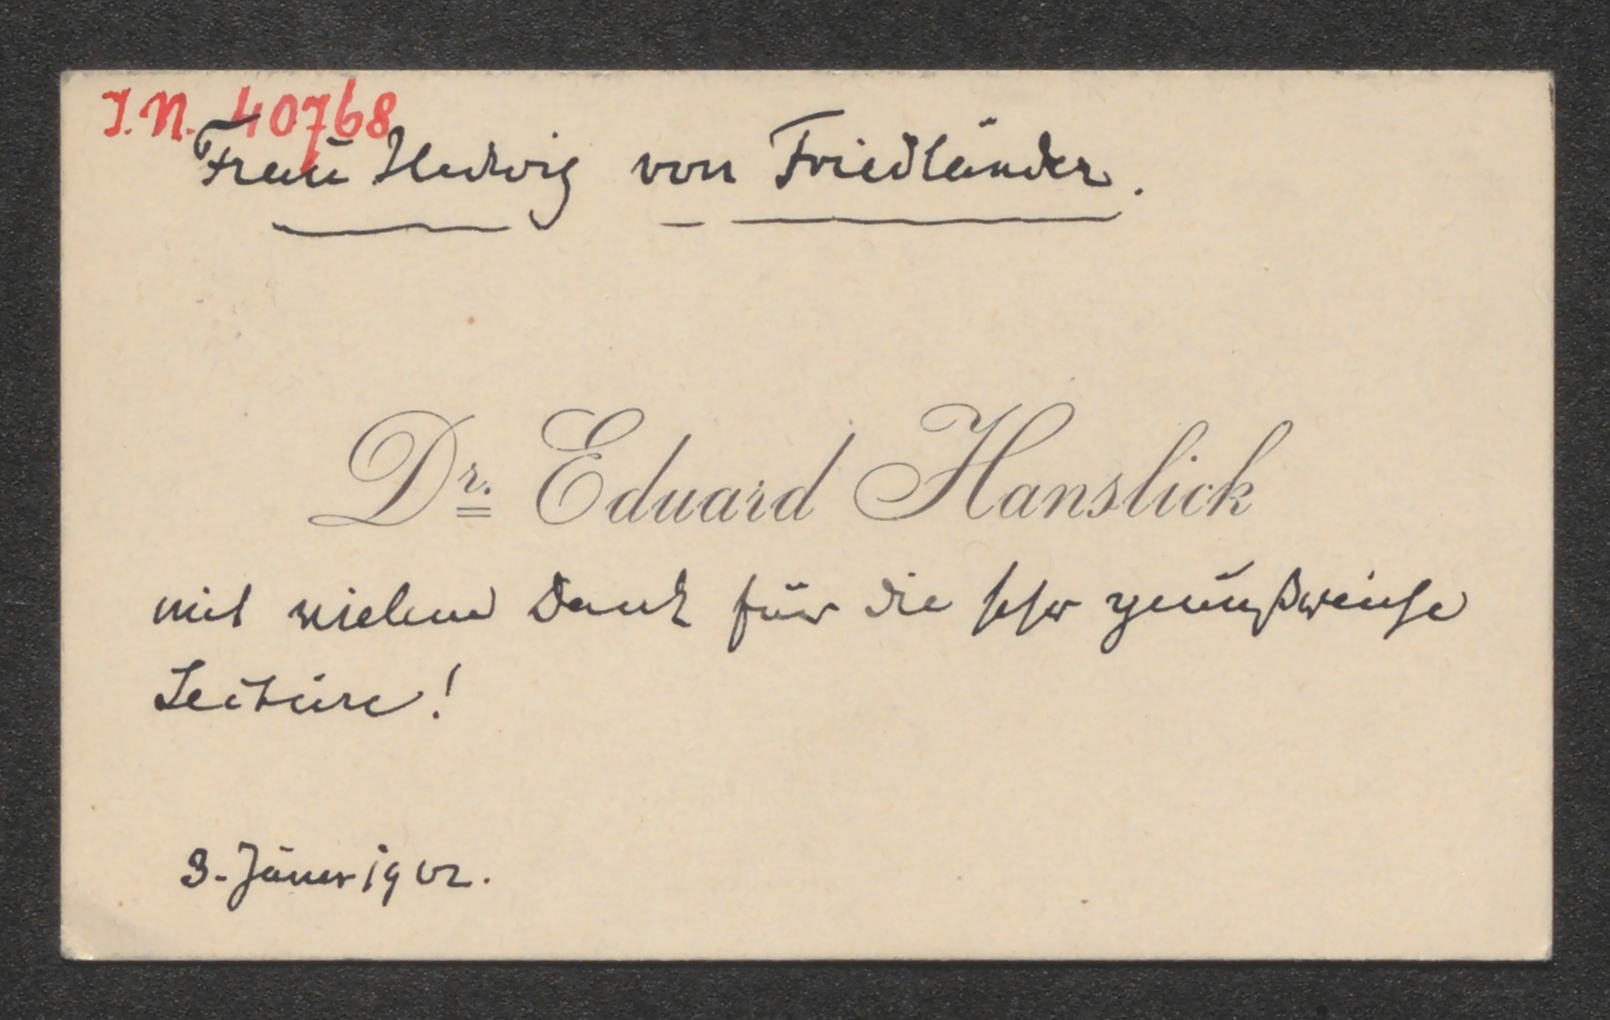 I.N. 40768
Frau Hedwig von Friedländer.
Dr. Eduard Hanslick
mit vielem Dank für die sehr genußreiche
Lectüre!
3. Jänner 1902.